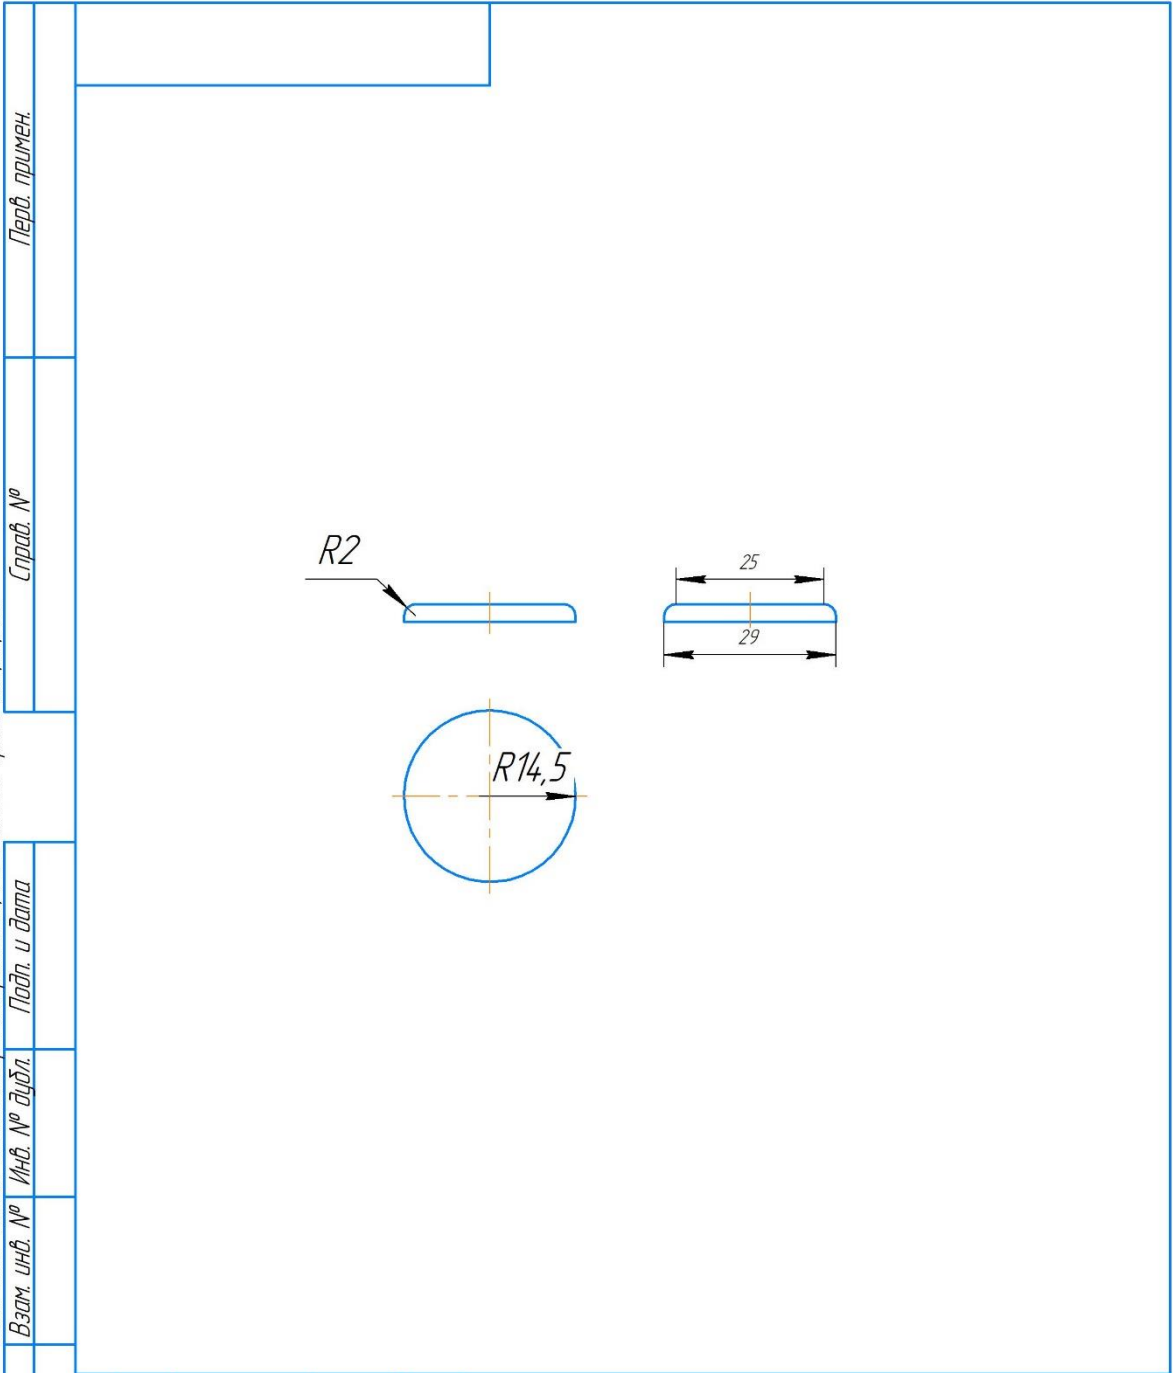 Перв. примен.
Справ. №
R2
25
29
R14,5
Подп. и дата
Инв. № дубл.
Взам. инв. №